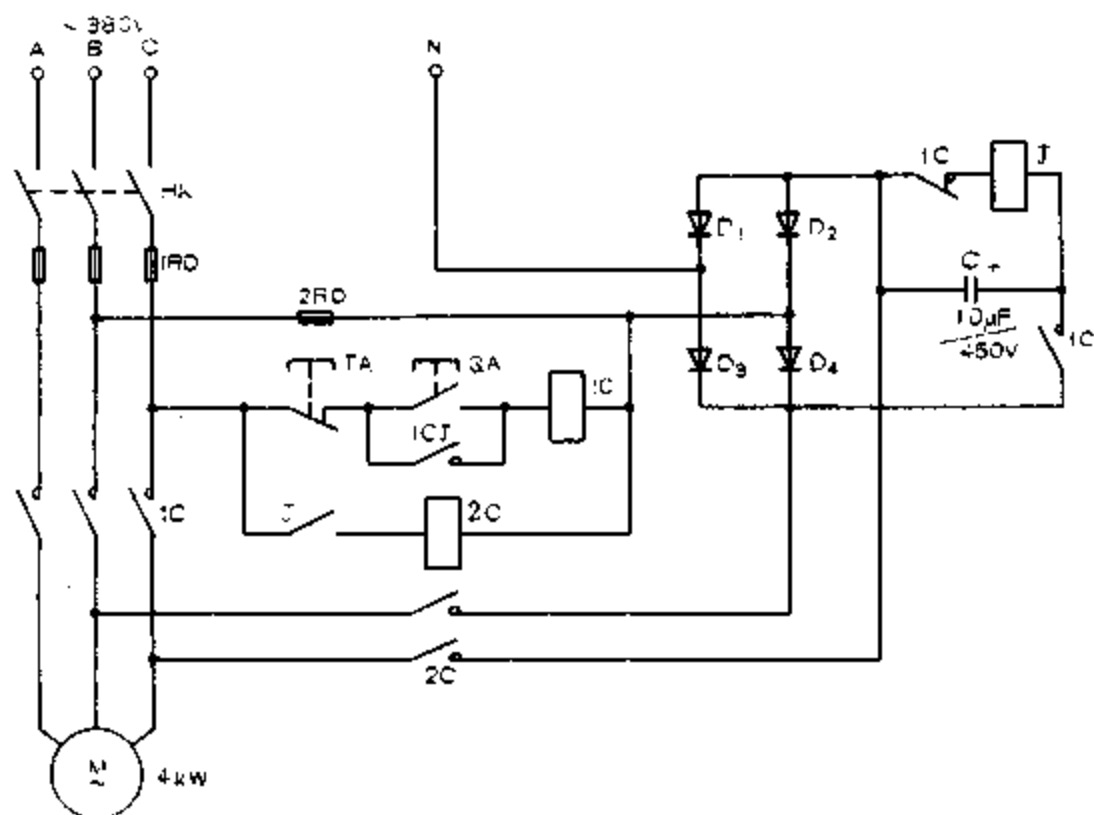 ~380V
A B C
N
HK
1RD
2RD
TA
QA
1C
1CJ
J
2C
1C
2C
M
~
4kW
D₁
D₂
D₃
D₄
1C
J
C
+
10μF
450V
1C